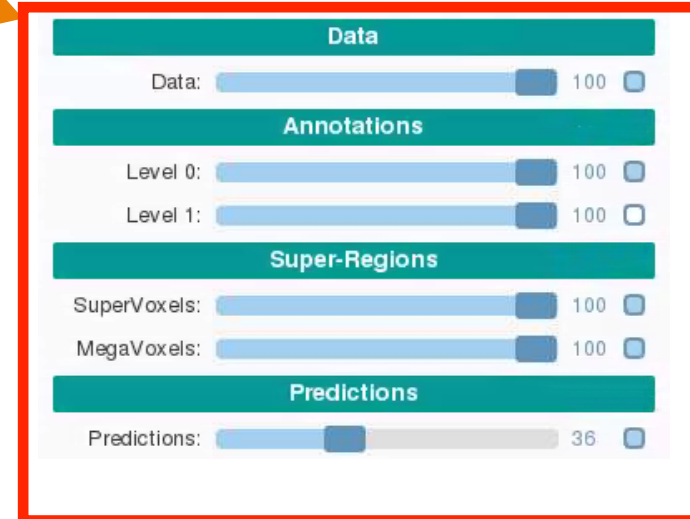 Data
Data: 100
Annotations
Level 0: 100
Level 1: 100
Super-Regions
SuperVoxels: 100
MegaVoxels: 100
Predictions
Predictions: 36